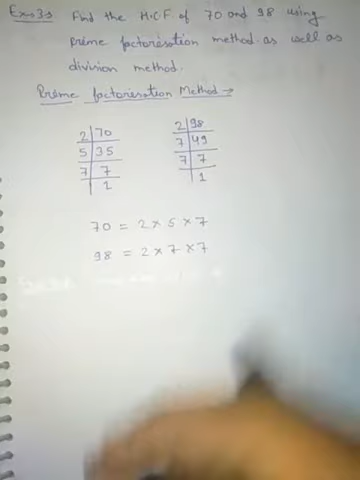 Ex:-3:- Find the H.C.F. of 70 and 98 using
prime factorisation method as well as
division method.
Prime factorisation Method →
2 70
5 35
7 7
1
2 98
7 49
7 7
1
70 = 2 × 5 × 7
98 = 2 × 7 × 7